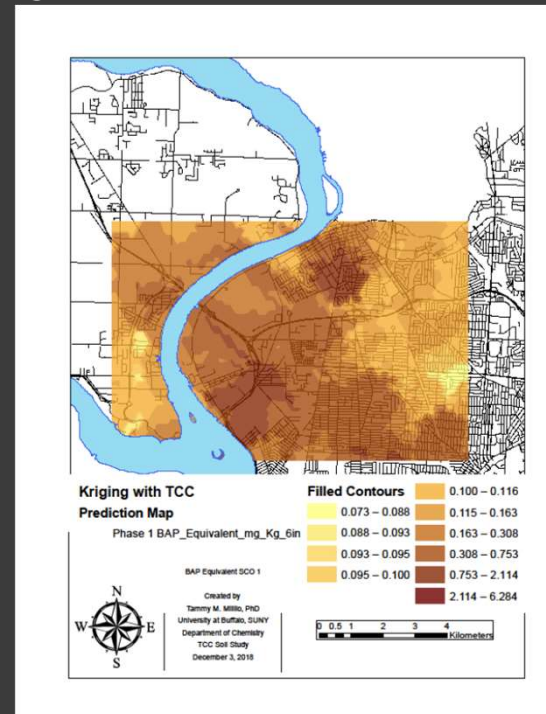 Kriging with TCC
Prediction Map
Phase 1 BAP_Equivalent_mg_Kg_6in
BAP Equivalent SCO 1
Created by
Tammy M. Milillo, PhD
University at Buffalo, SUNY
Department of Chemistry
TCC Soil Study
December 3, 2018
N
W
E
S
Filled Contours
0.073 – 0.088
0.088 – 0.093
0.093 – 0.095
0.095 – 0.100
0.100 – 0.116
0.115 – 0.163
0.163 – 0.308
0.308 – 0.753
0.753 – 2.114
2.114 – 6.284
0 0.5 1 2 3 4
Kilometers